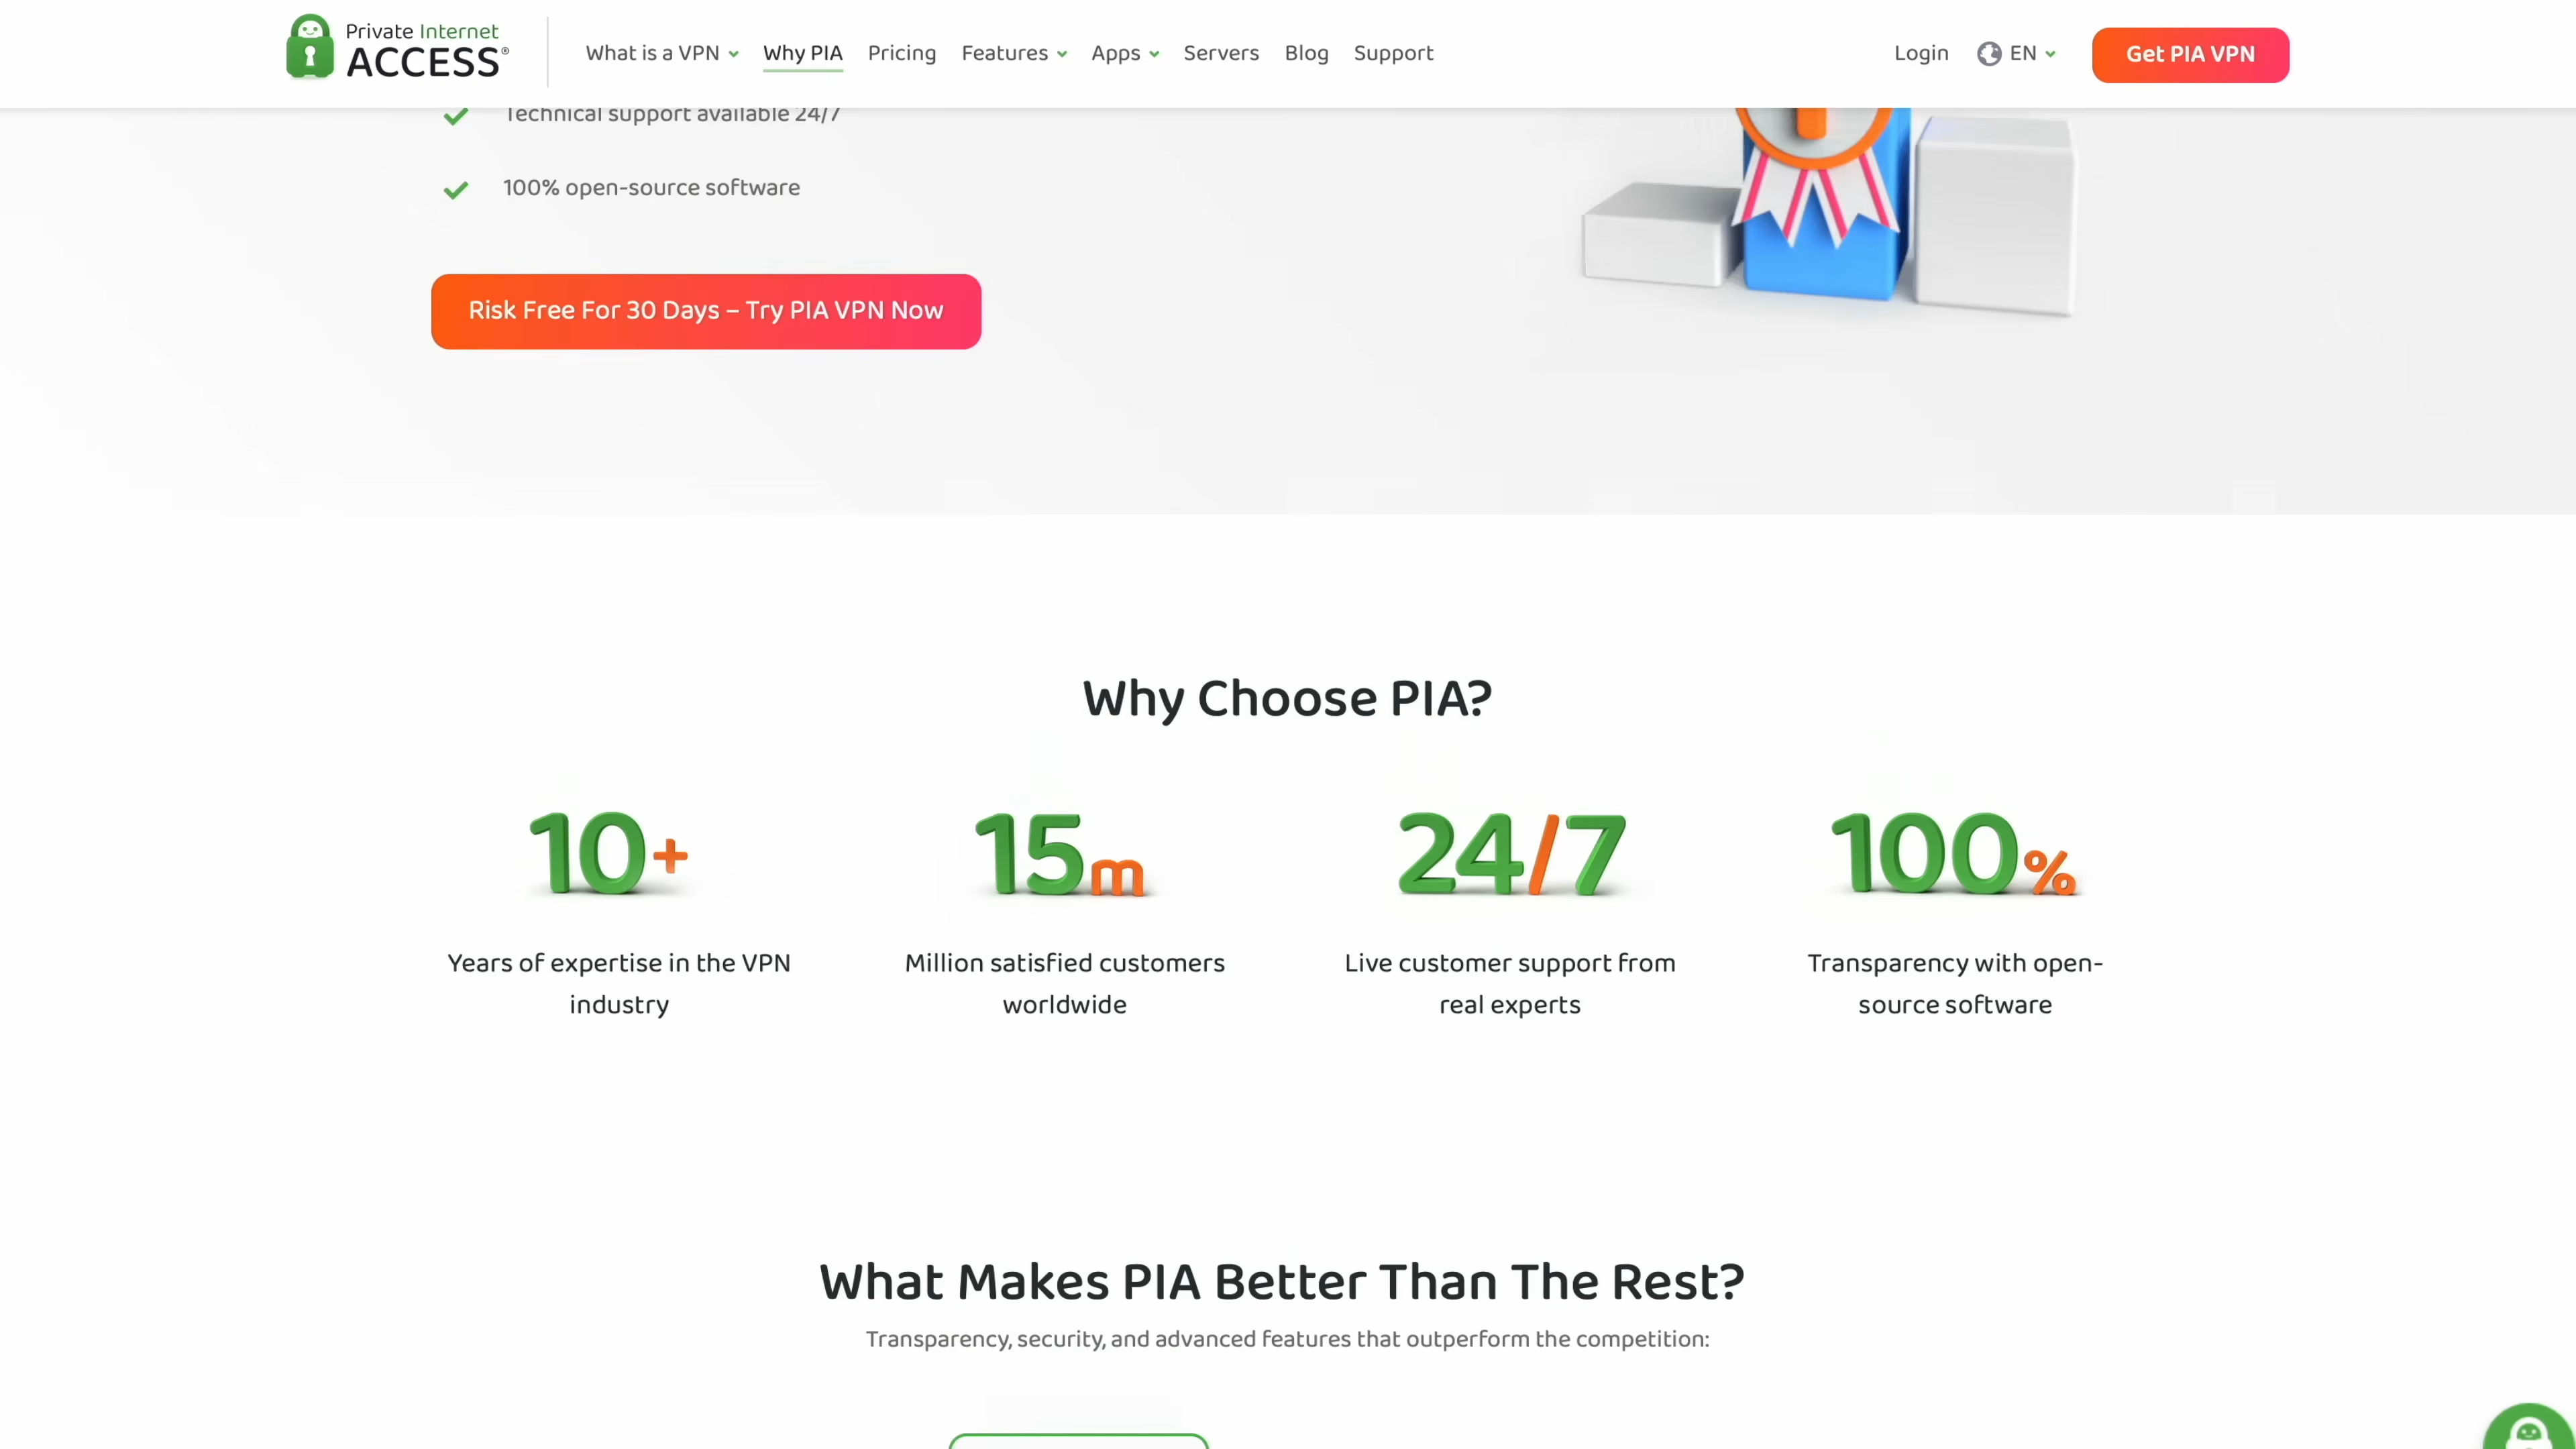 Private Internet
ACCESS®
What is a VPN
Why PIA
Pricing
Features
Apps
Servers
Blog
Support
Login
EN
Get PIA VPN
Technical support available 24/7
100% open-source software
Risk Free For 30 Days – Try PIA VPN Now
Why Choose PIA?
10+
Years of expertise in the VPN
industry
15m
Million satisfied customers
worldwide
24/7
Live customer support from
real experts
100%
Transparency with open-
source software
What Makes PIA Better Than The Rest?
Transparency, security, and advanced features that outperform the competition: